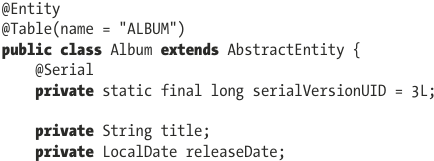 @Entity
@Table(name = "ALBUM")
public class Album extends AbstractEntity {
    @Serial
    private static final long serialVersionUID = 3L;

    private String title;
    private LocalDate releaseDate;